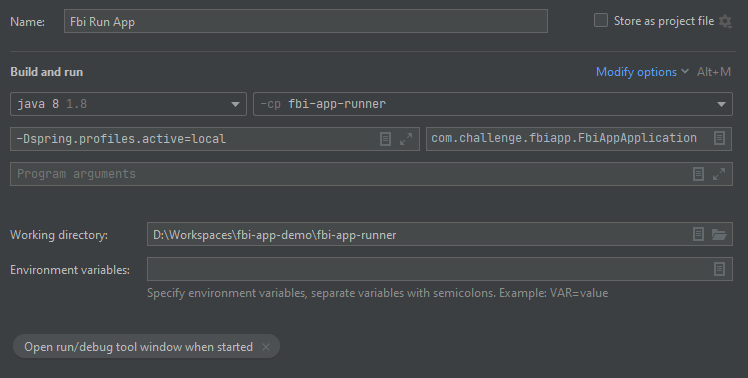 Name: Fbi Run App Store as project file
Build and run Modify options Alt+M
java 8 1.8 -cp fbi-app-runner
-Dspring.profiles.active=local com.challenge.fbiapp.FbiAppApplication
Program arguments
Working directory: D:\Workspaces\fbi-app-demo\fbi-app-runner
Environment variables:
Specify environment variables, separate variables with semicolons. Example: VAR=value
Open run/debug tool window when started ×